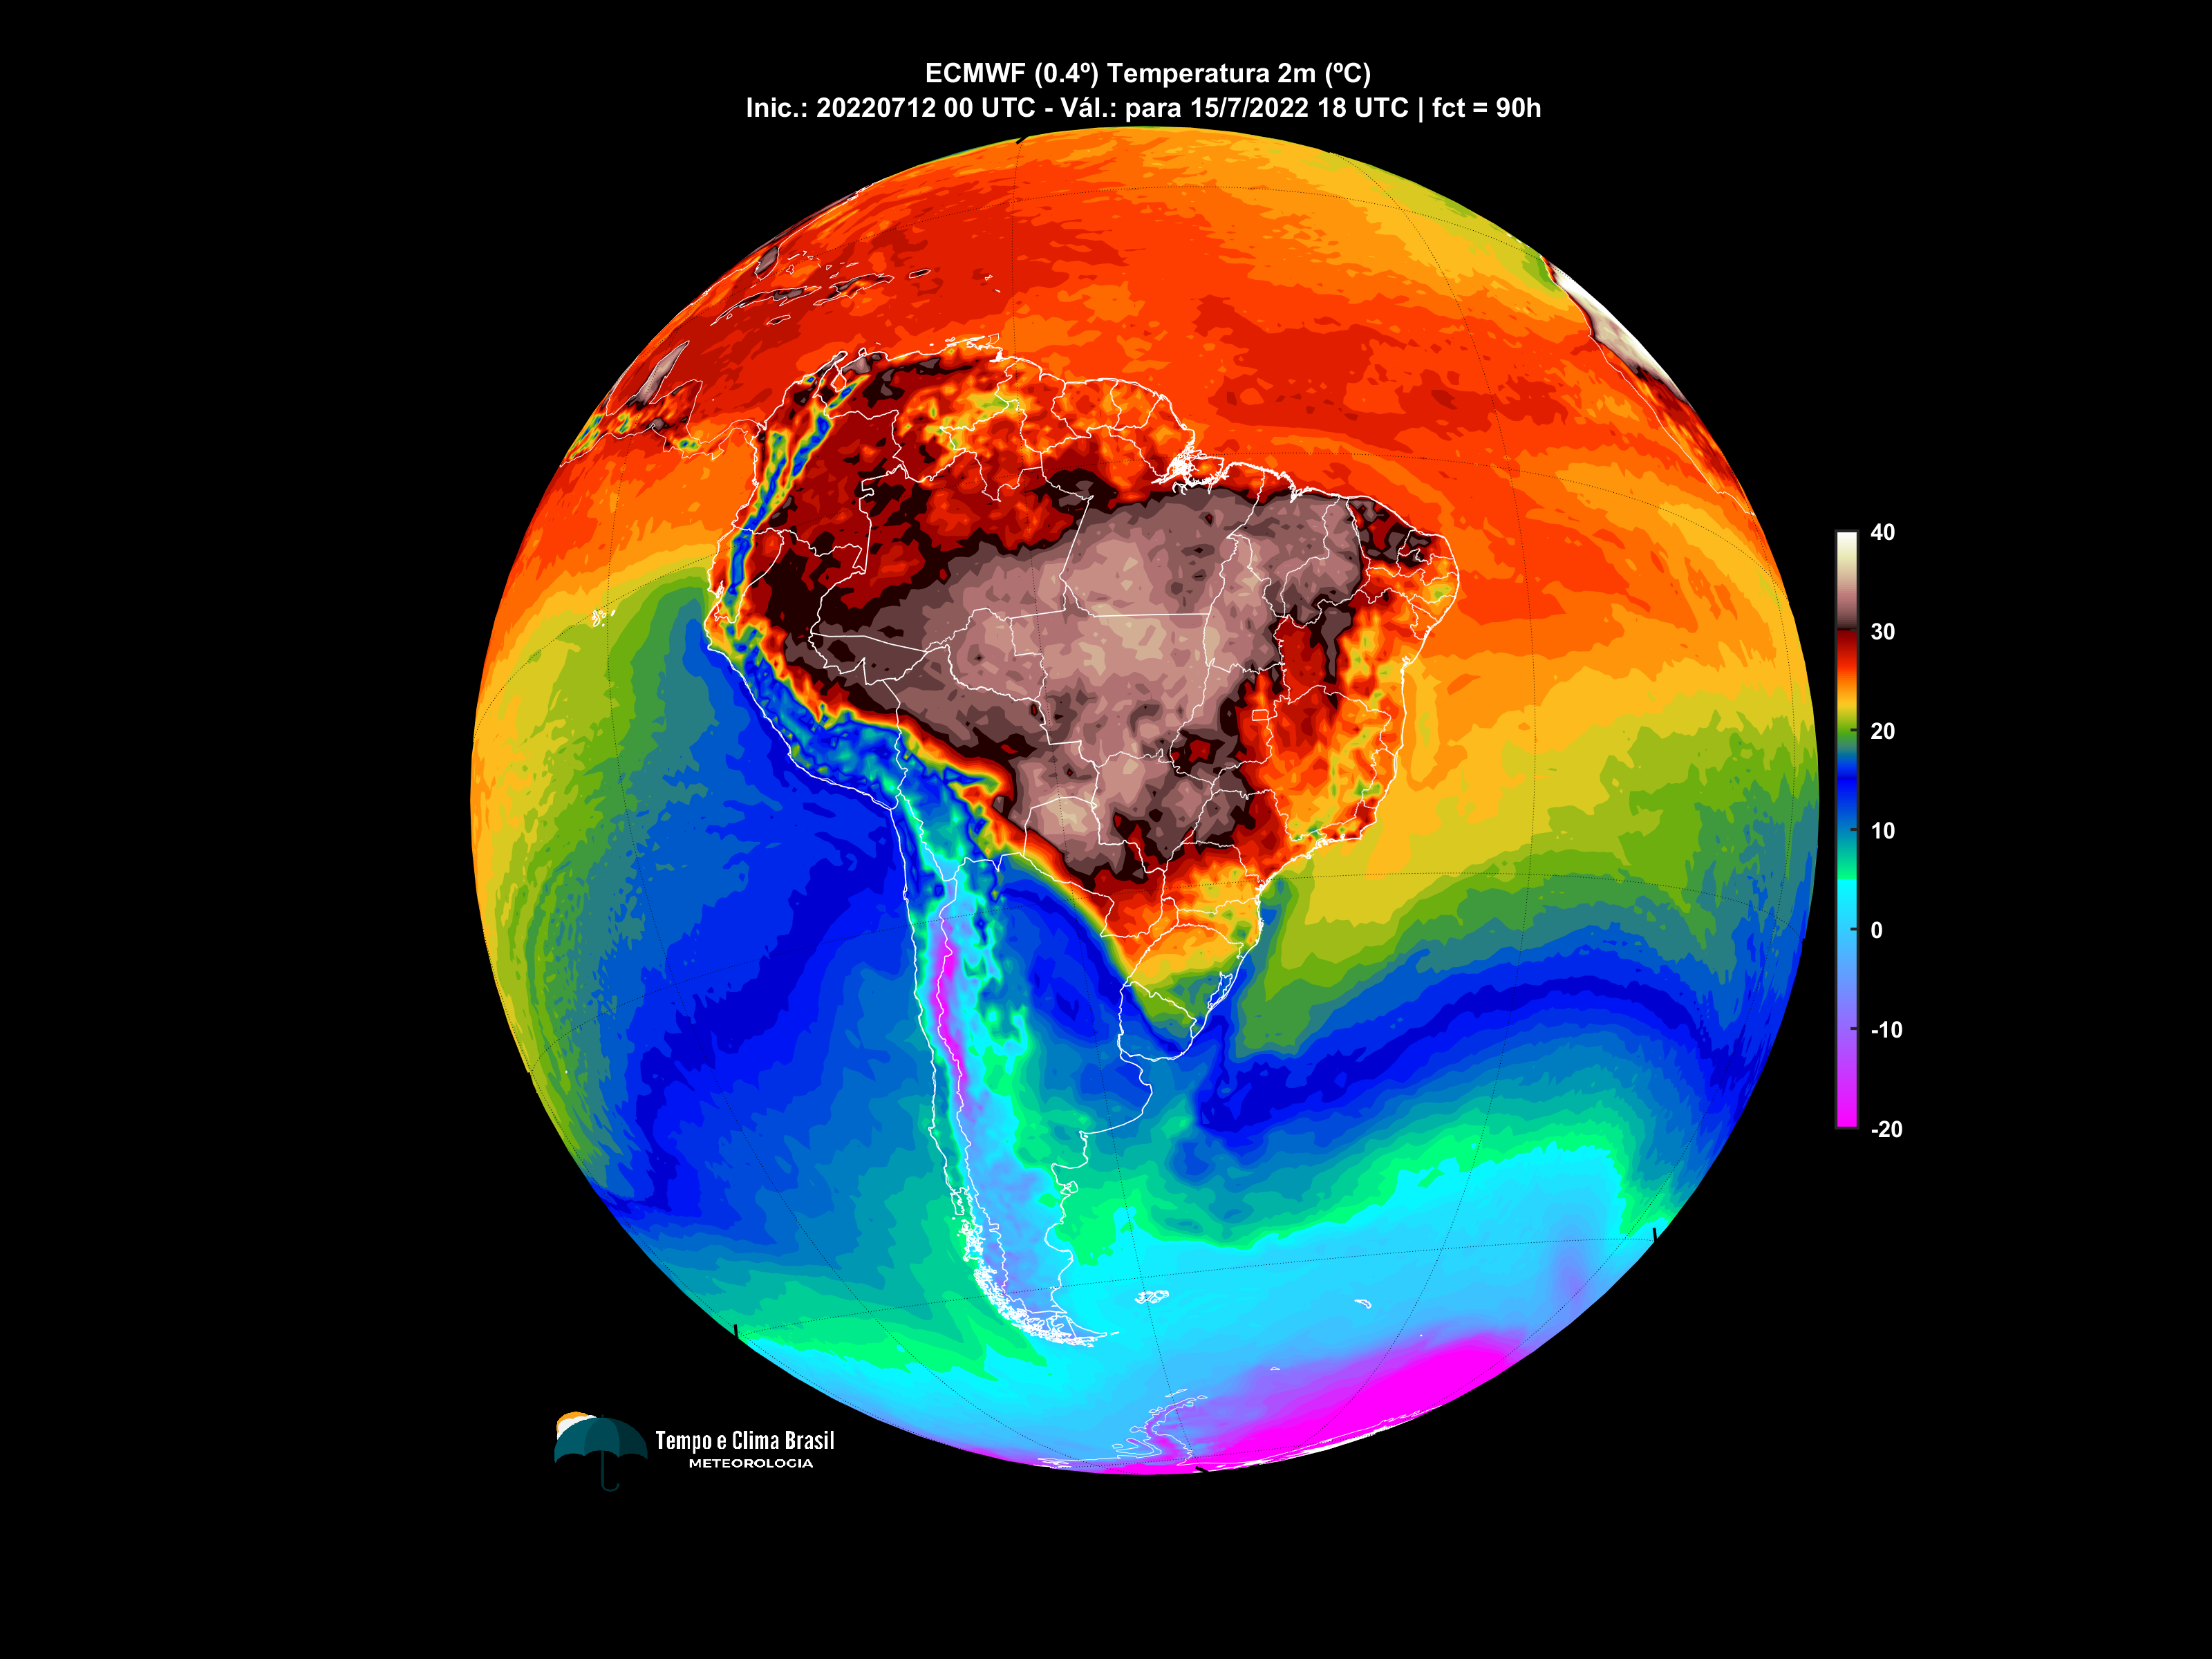 ECMWF (0.4º) Temperatura 2m (ºC)
Inic.: 20220712 00 UTC - Vál.: para 15/7/2022 18 UTC | fct = 90h
40
30
20
10
0
-10
-20
Tempo e Clima Brasil
METEOROLOGIA